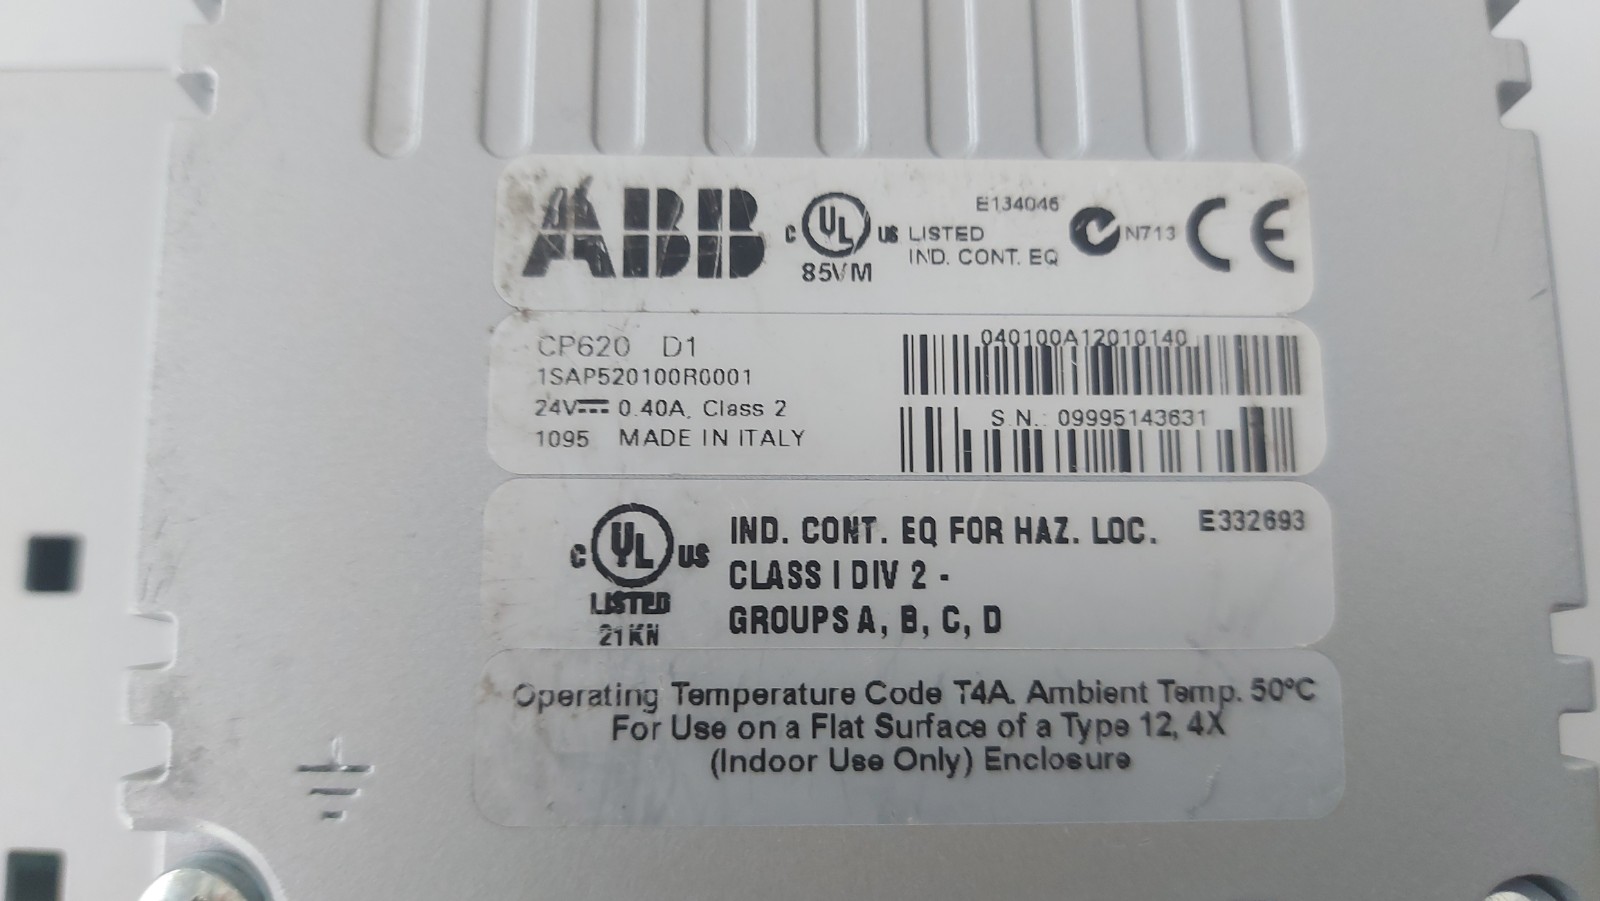 ABB
C UL US
85VM
E134046
LISTED
IND. CONT. EQ
N713
CE
CP620 D1
1SAP520100R0001
24V⎓ 0.40A, Class 2
1095 MADE IN ITALY
040100A12010140
S.N.: 09995143631
C UL US
LISTED
21KN
IND. CONT. EQ FOR HAZ. LOC.
E332693
CLASS I DIV 2 -
GROUPS A, B, C, D
Operating Temperature Code T4A. Ambient Temp. 50ºC
For Use on a Flat Surface of a Type 12, 4X
(Indoor Use Only) Enclosure